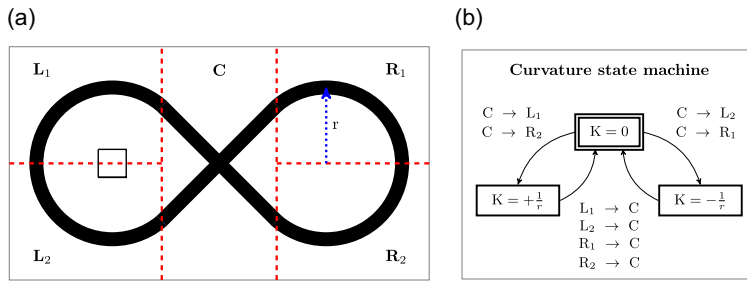 (a)
L₁
C
R₁
r
L₂
R₂
(b)
Curvature state machine
C → L₁
C → R₂
K = 0
C → L₂
C → R₁
K = +1/r
K = −1/r
L₁ → C
L₂ → C
R₁ → C
R₂ → C